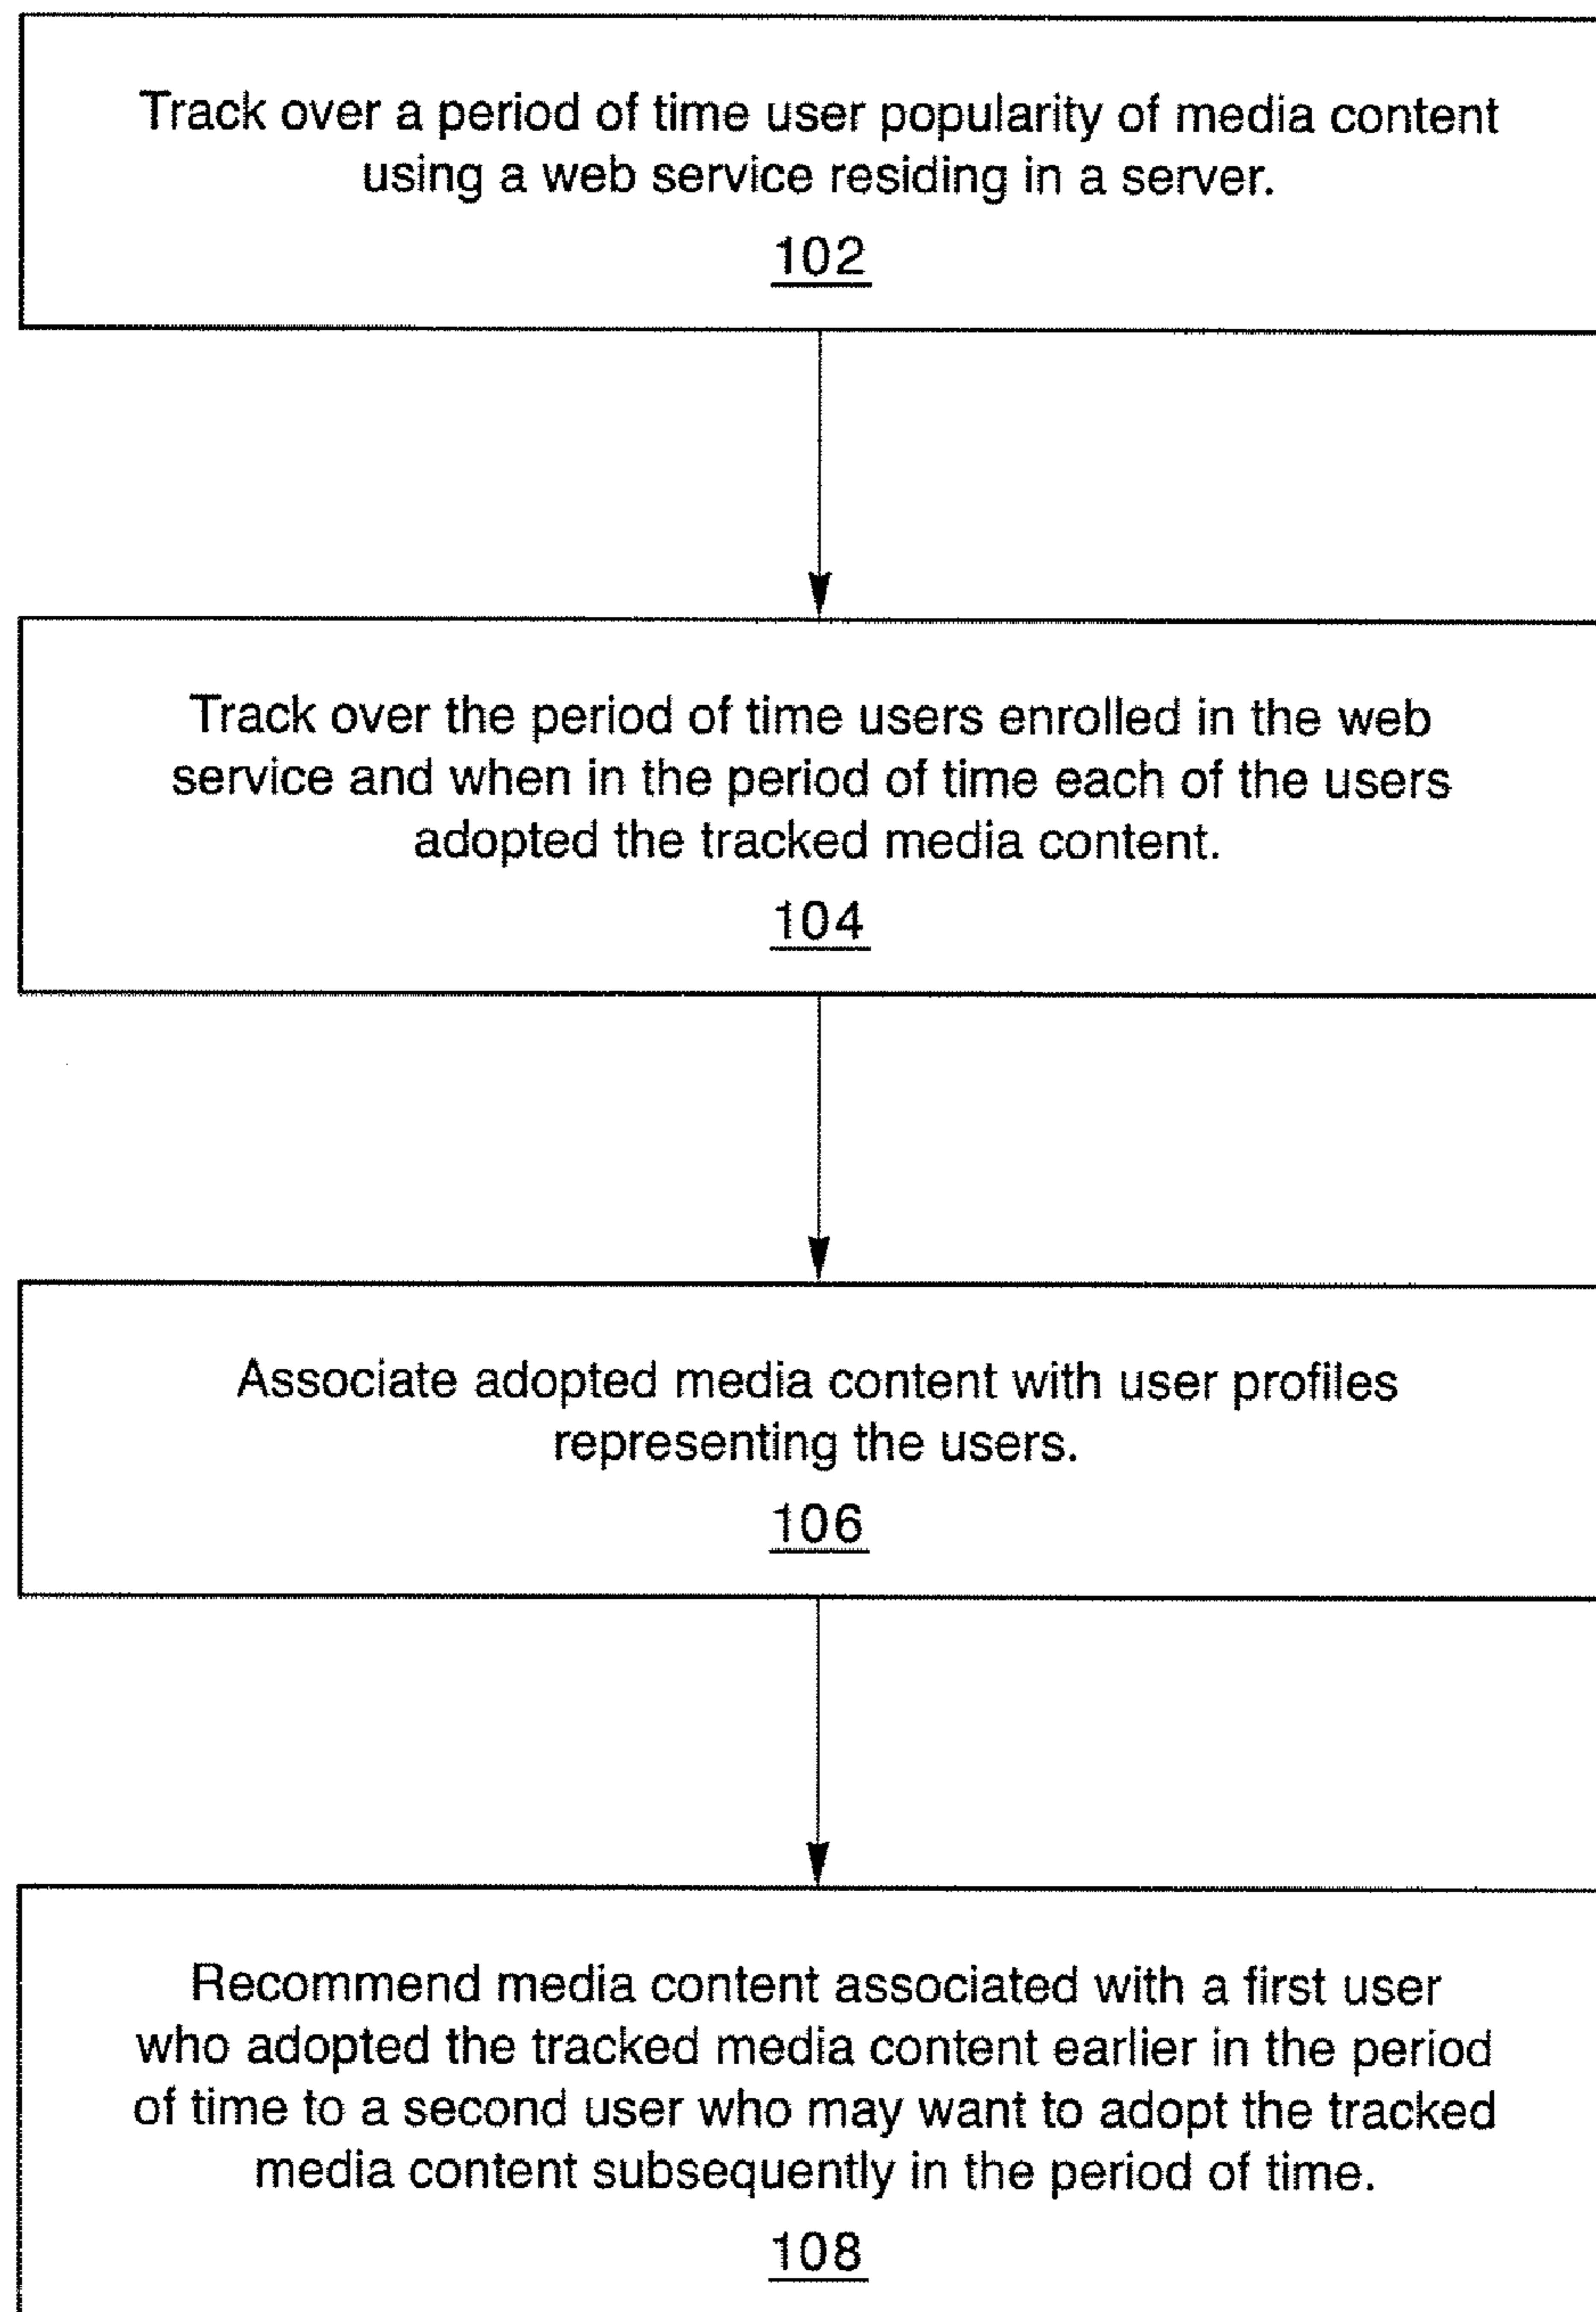 Track over a period of time user popularity of media content
using a web service residing in a server.
102
Track over the period of time users enrolled in the web
service and when in the period of time each of the users
adopted the tracked media content.
104
Associate adopted media content with user profiles
representing the users.
106
Recommend media content associated with a first user
who adopted the tracked media content earlier in the period
of time to a second user who may want to adopt the tracked
media content subsequently in the period of time.
108